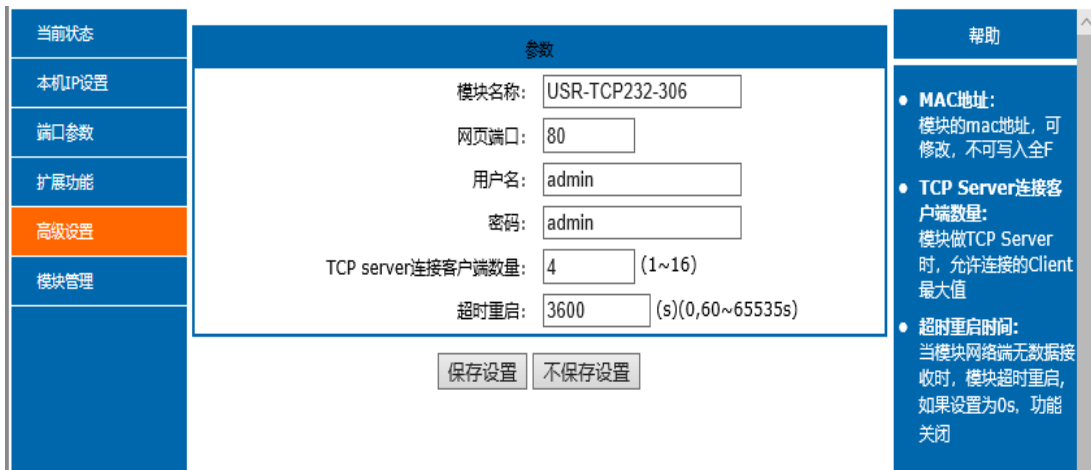 当前状态
本机IP设置
端口参数
扩展功能
高级设置
模块管理
参数
模块名称： USR-TCP232-306
网页端口： 80
用户名： admin
密码： admin
TCP server连接客户端数量： 4 (1~16)
超时重启： 3600 (s)(0,60~65535s)
保存设置 不保存设置
帮助
● MAC地址：
模块的mac地址，可
修改，不可写入全F
● TCP Server连接客
户端数量：
模块做TCP Server
时，允许连接的Client
最大值
● 超时重启时间：
当模块网络端无数据接
收时，模块超时重启，
如果设置为0s，功能
关闭